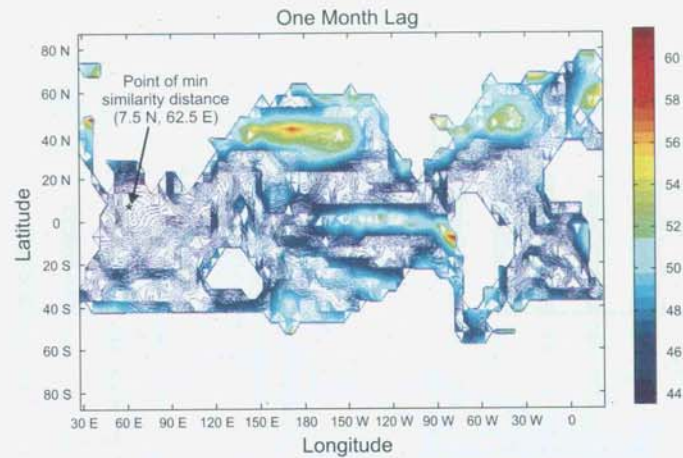 One Month Lag
Point of min
similarity distance
(7.5 N, 62.5 E)
80 N
60 N
40 N
20 N
0
20 S
40 S
60 S
80 S
Latitude
30 E 60 E 90 E 120 E 150 E 180 150 W 120 W 90 W 60 W 30 W 0
Longitude
60
58
56
54
52
50
48
46
44